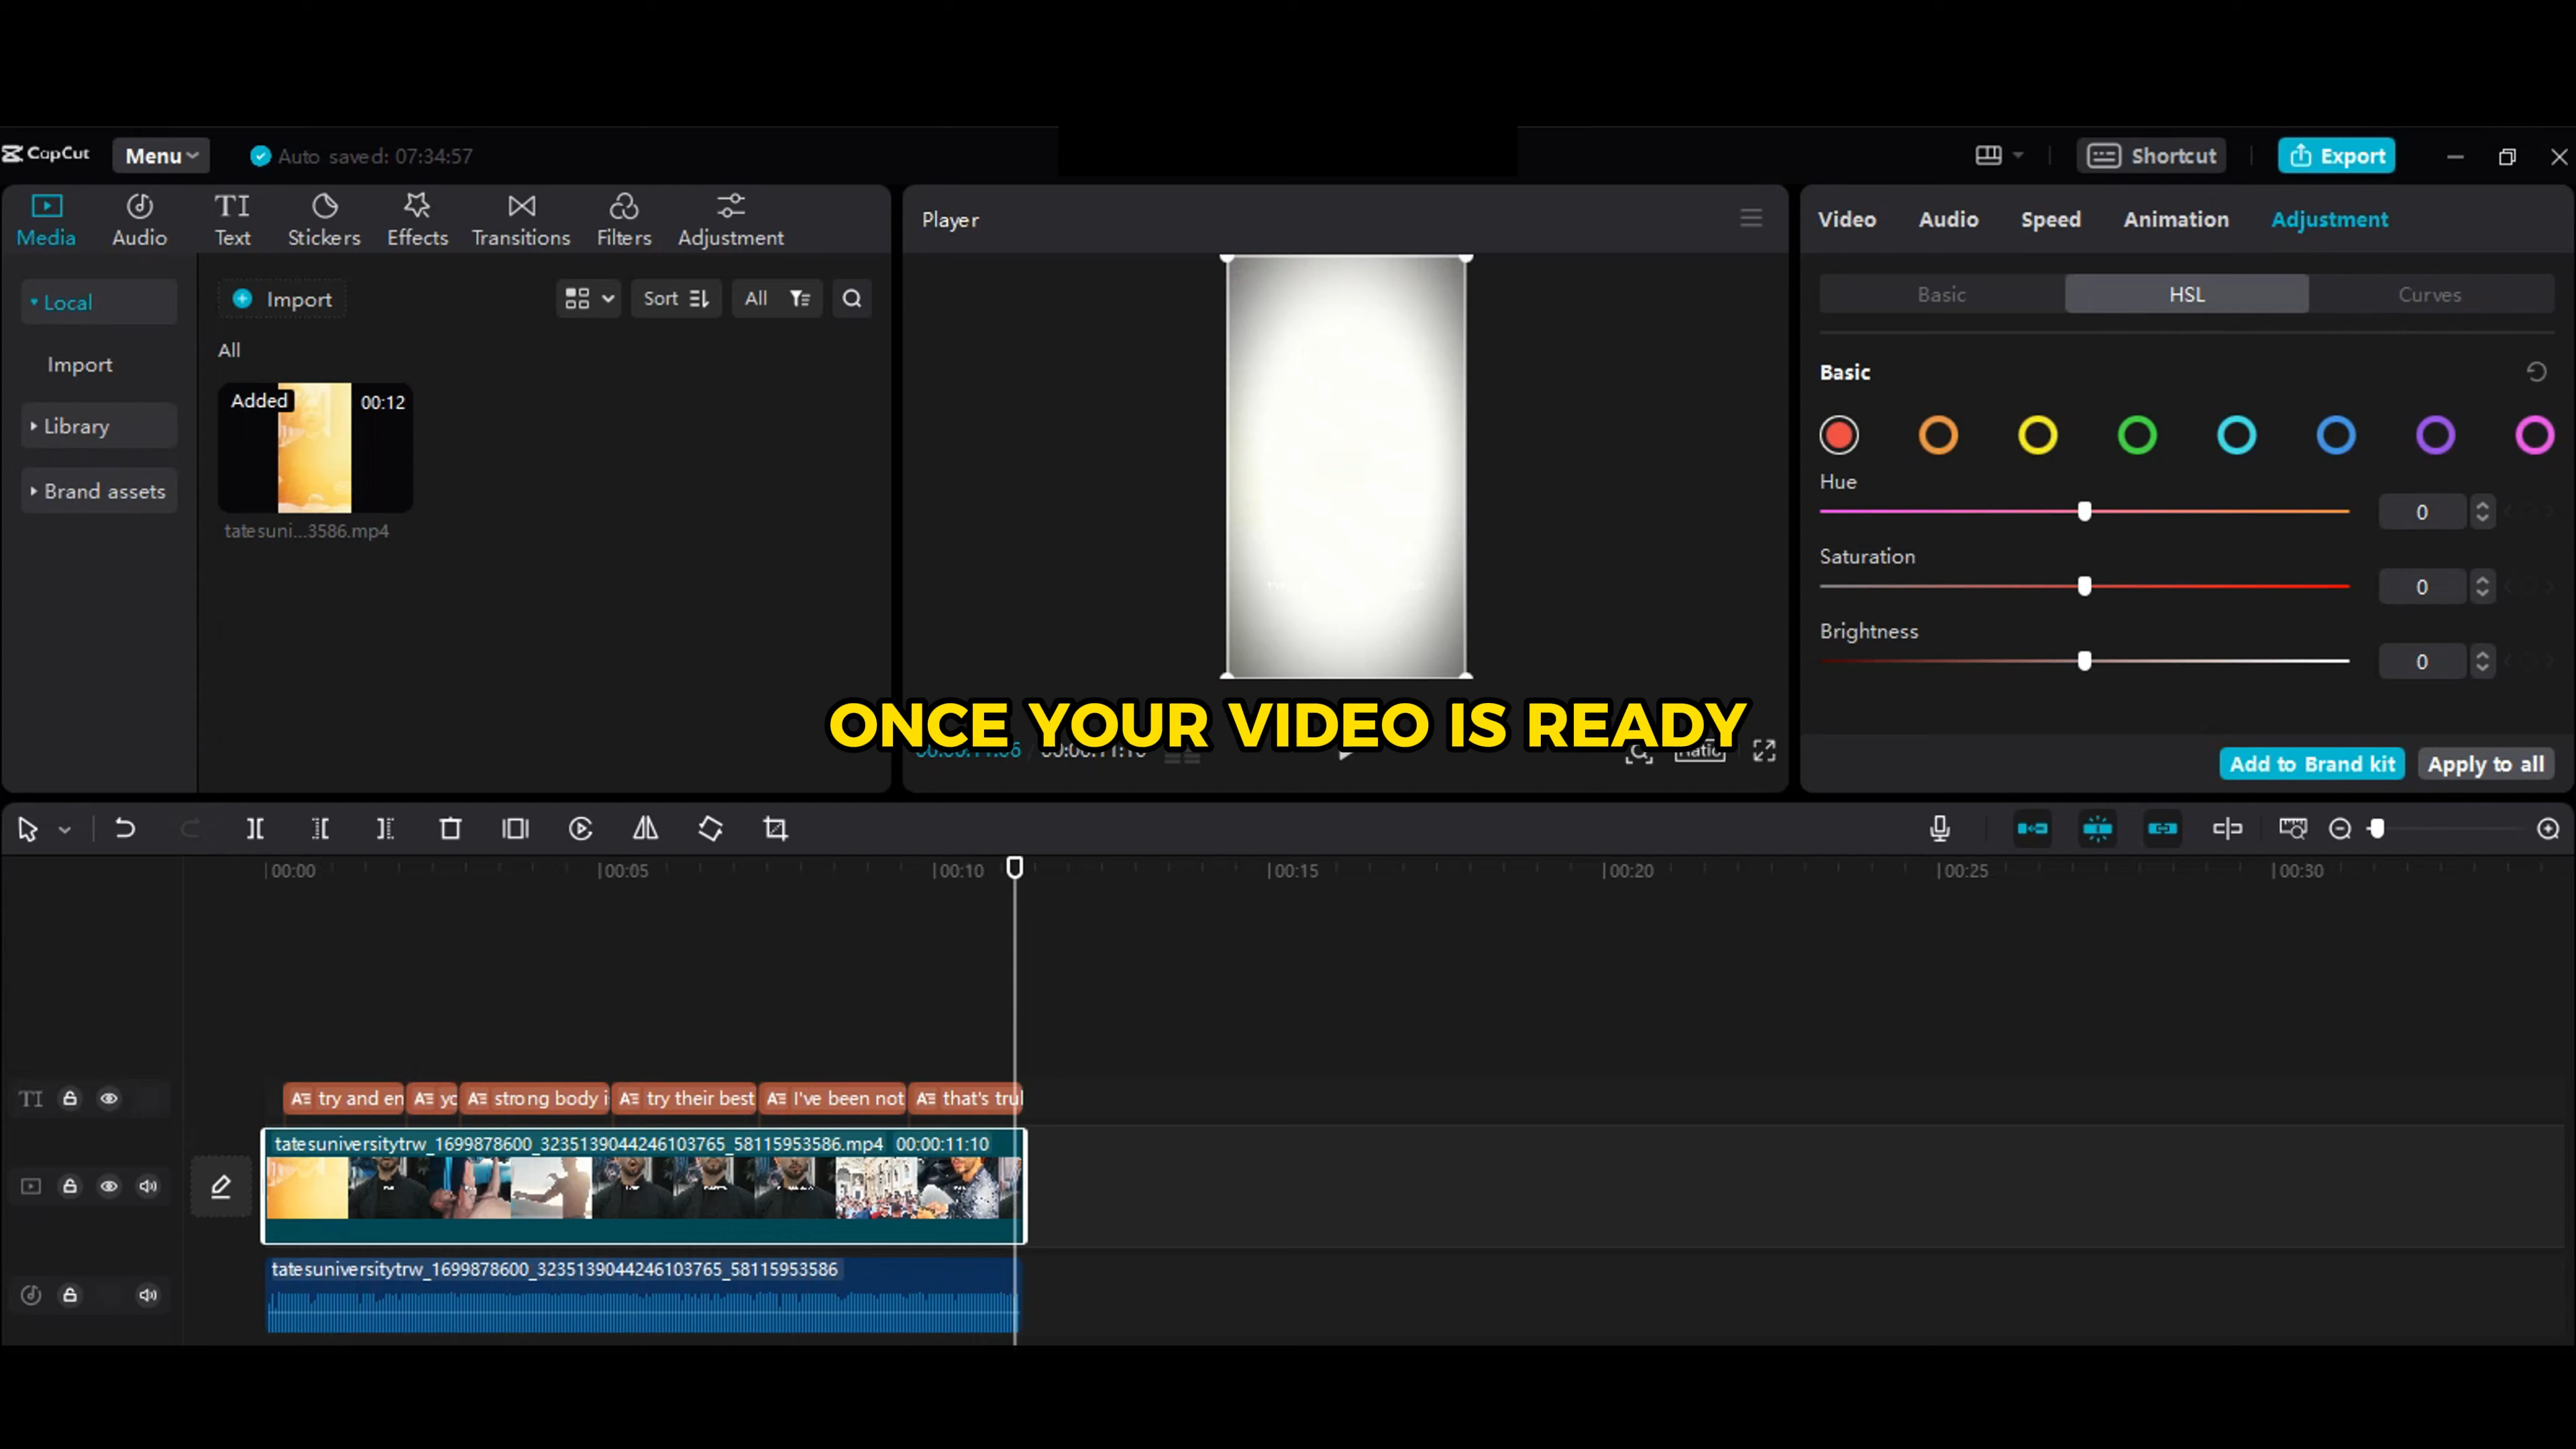 CapCut
Menu
Auto saved: 07:34:57
Shortcut
Export
Media
Audio
Text
Stickers
Effects
Transitions
Filters
Adjustment
Local
Import
Library
Brand assets
Import
Sort
All
All
Added
00:12
tatesuni...3586.mp4
Player
ONCE YOUR VIDEO IS READY
Ratio
Video
Audio
Speed
Animation
Adjustment
Basic
HSL
Curves
Basic
Hue
0
Saturation
0
Brightness
0
Add to Brand kit
Apply to all
00:00
00:05
00:10
00:15
00:20
00:25
00:30
try and en
yo
strong body i
try their best
I've been not
that's trul
tatesuniversitytrw_1699878600_3235139044246103765_58115953586.mp4 00:00:11:10
tatesuniversitytrw_1699878600_3235139044246103765_58115953586